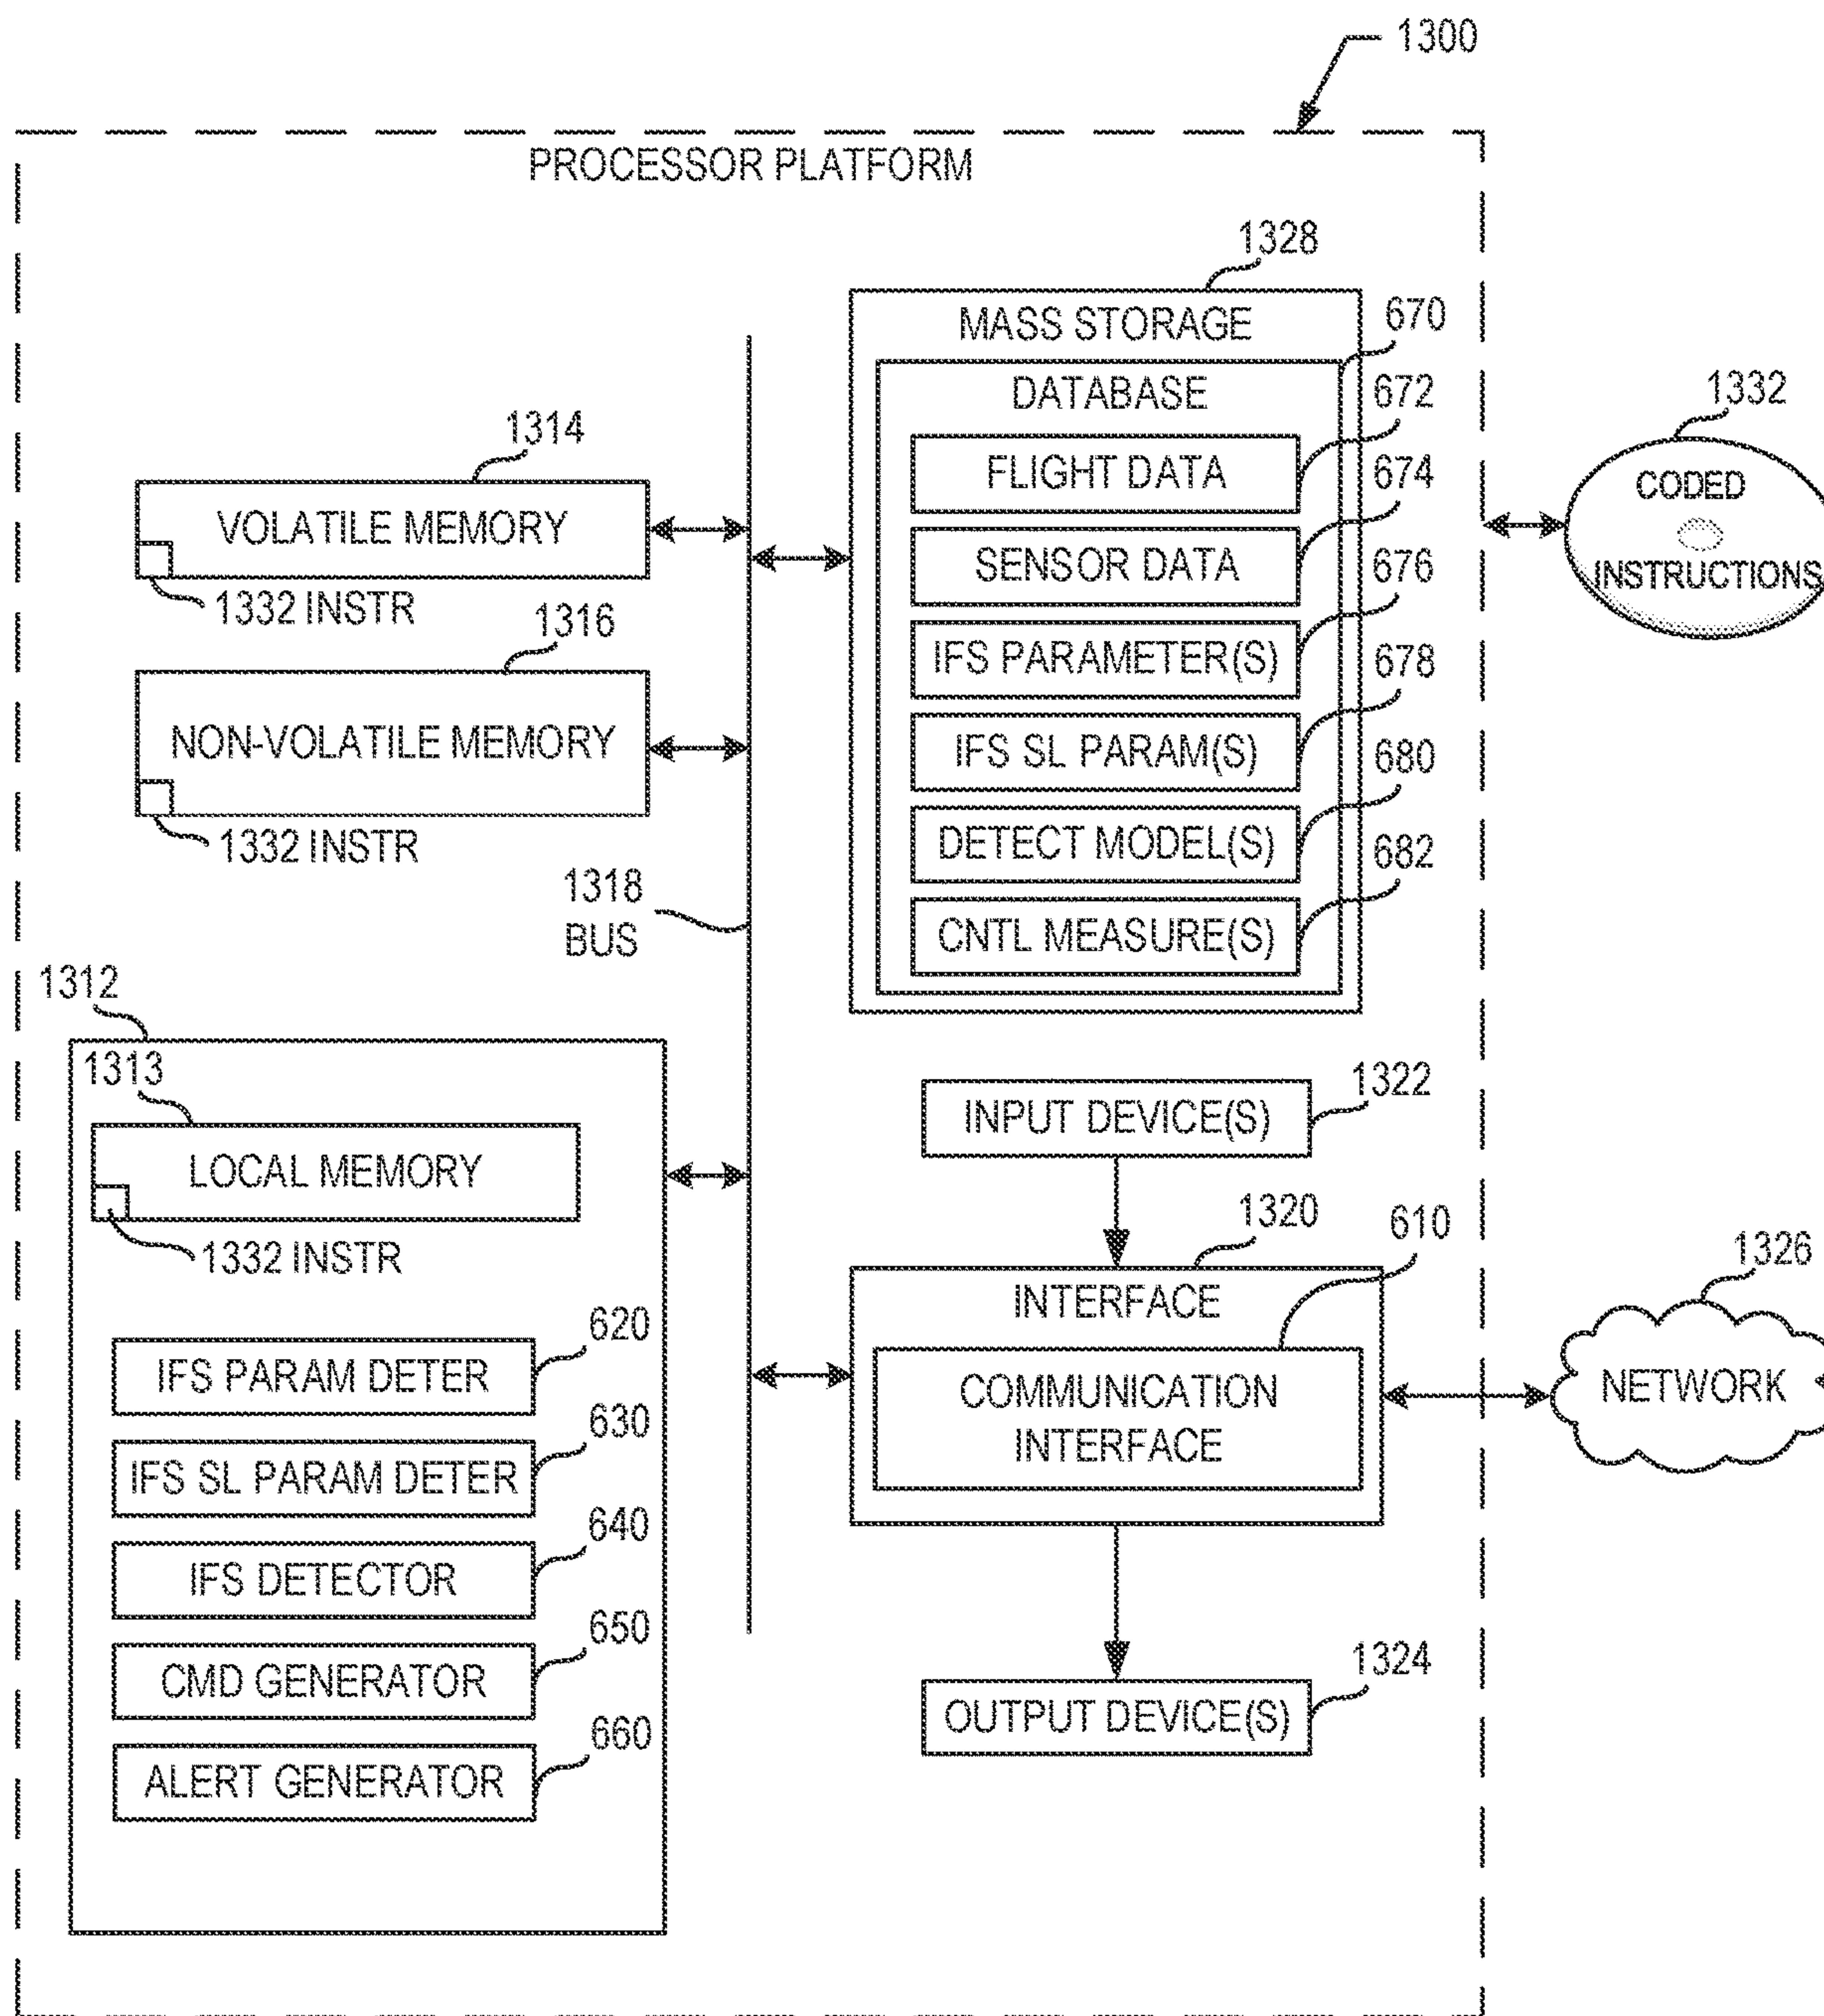 1300
PROCESSOR PLATFORM
1328
MASS STORAGE
670
DATABASE
672
FLIGHT DATA
674
SENSOR DATA
676
IFS PARAMETER(S)
678
IFS SL PARAM(S)
680
DETECT MODEL(S)
682
CNTL MEASURE(S)
1332
CODED
INSTRUCTIONS
1314
VOLATILE MEMORY
1332 INSTR
1316
NON-VOLATILE MEMORY
1332 INSTR
1318
BUS
1312
1313
LOCAL MEMORY
1332 INSTR
620
IFS PARAM DETER
630
IFS SL PARAM DETER
640
IFS DETECTOR
650
CMD GENERATOR
660
ALERT GENERATOR
1322
INPUT DEVICE(S)
1320
610
INTERFACE
COMMUNICATION
INTERFACE
1326
NETWORK
1324
OUTPUT DEVICE(S)